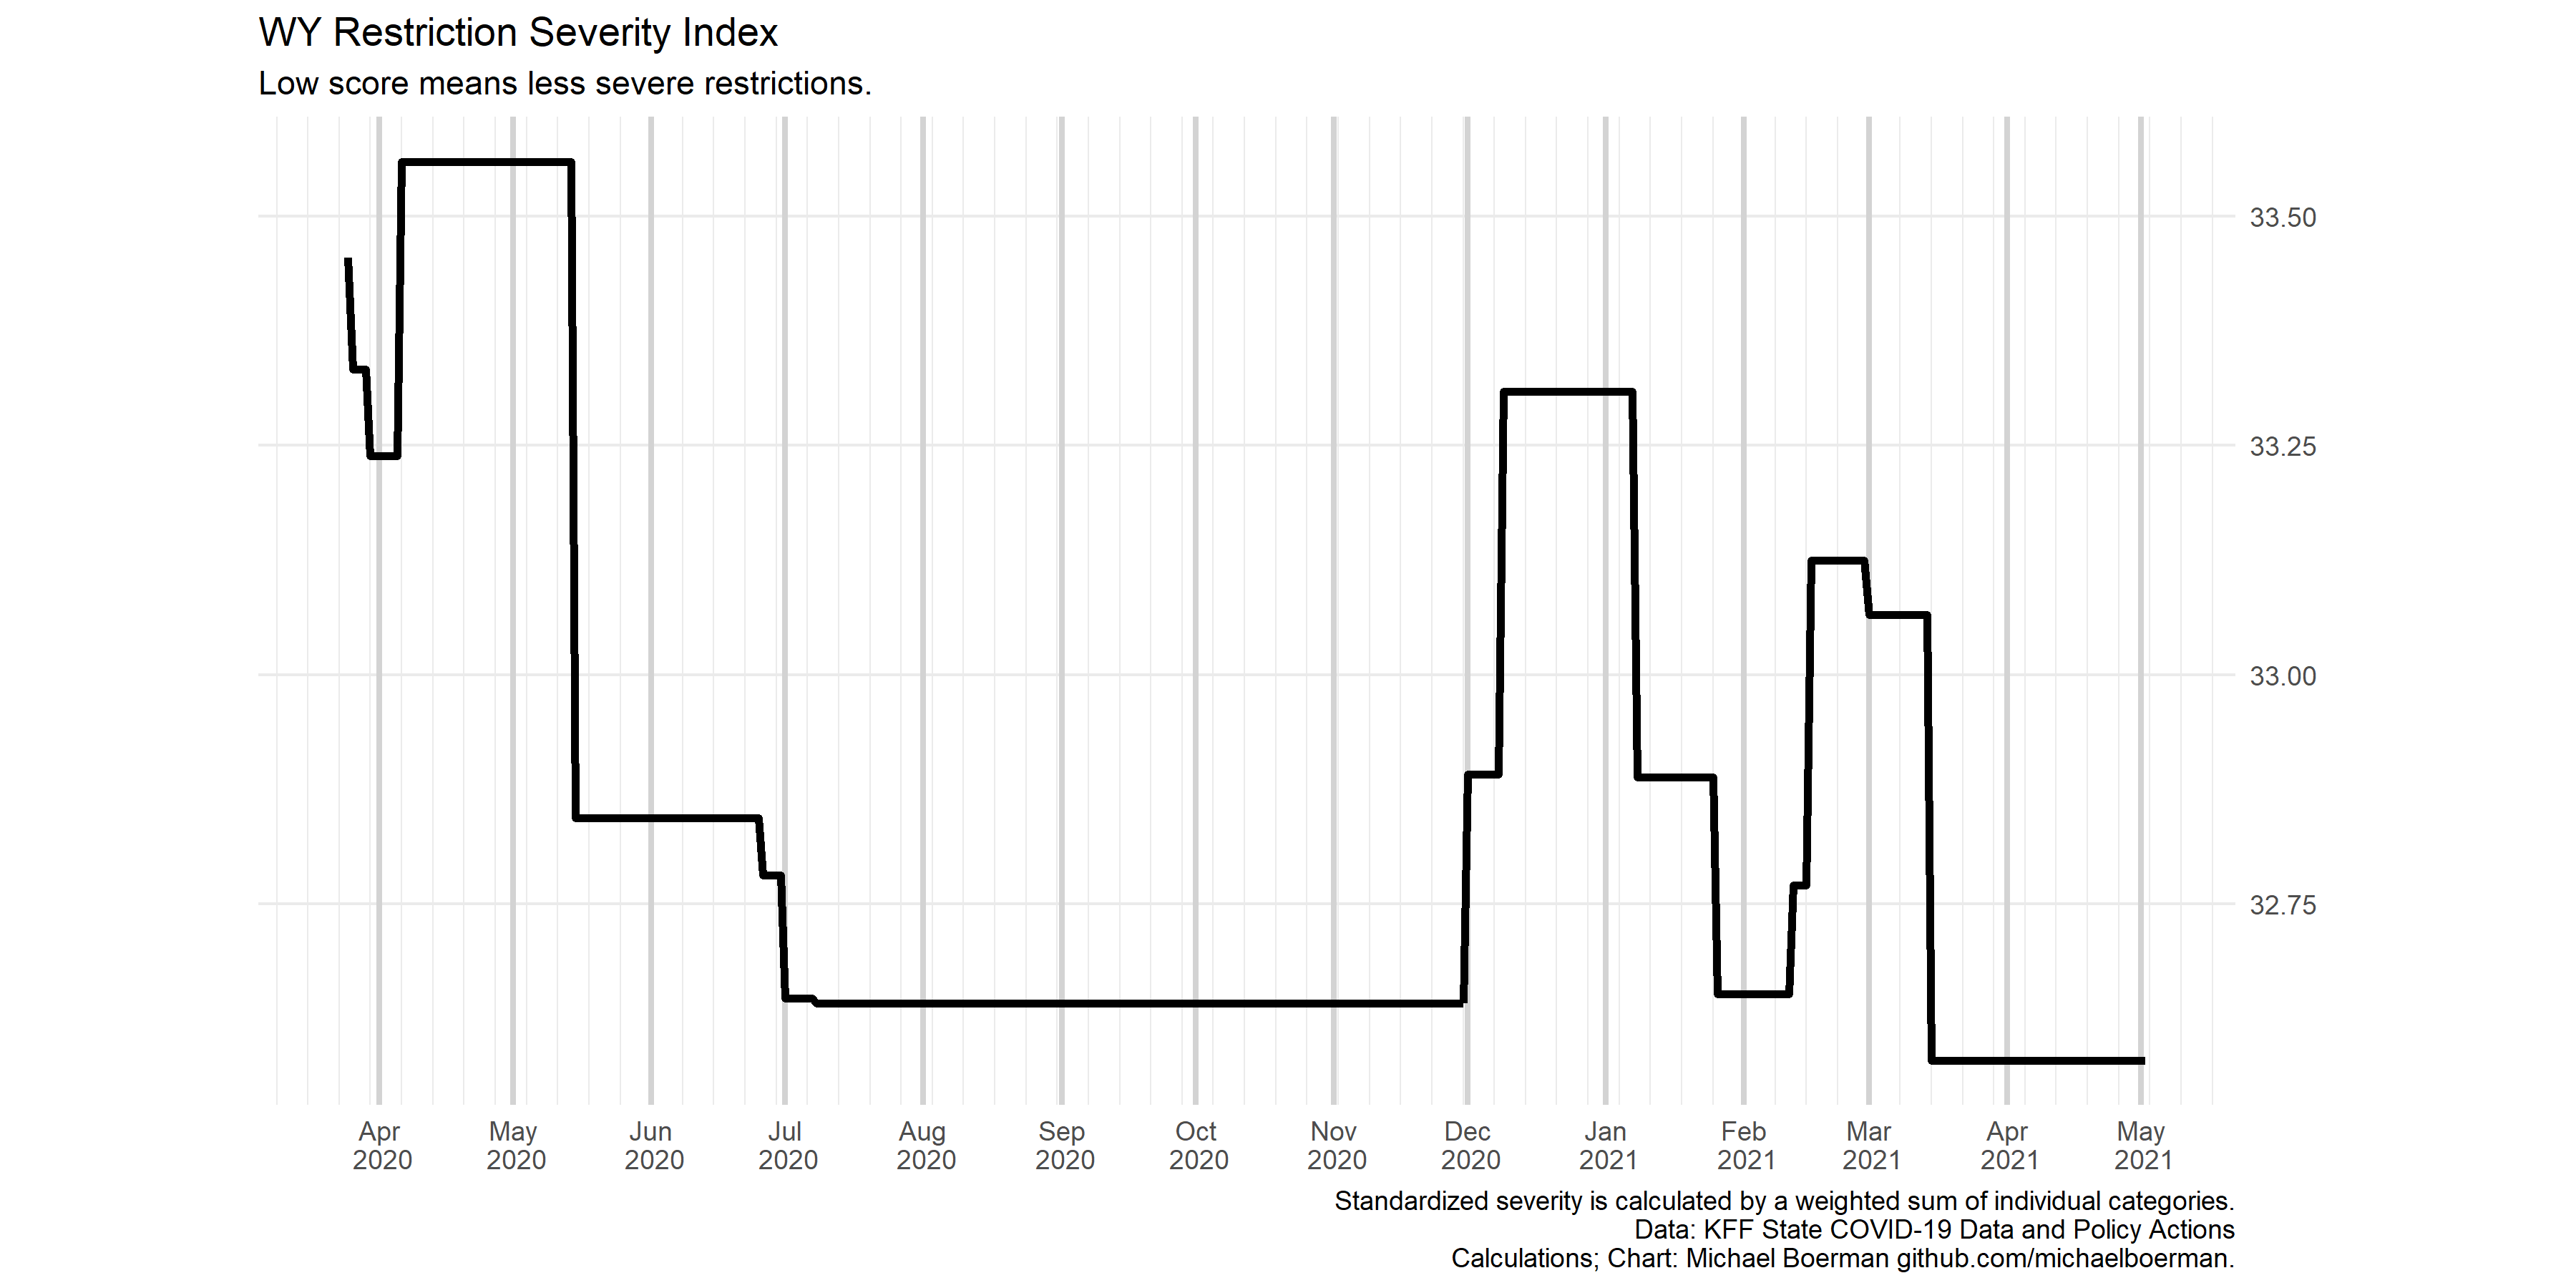 WY Restriction Severity Index
Low score means less severe restrictions.
33.50
33.25
33.00
32.75
Apr May Jun Jul Aug Sep Oct Nov Dec Jan Feb Mar Apr May
2020 2020 2020 2020 2020 2020 2020 2020 2020 2021 2021 2021 2021 2021
Standardized severity is calculated by a weighted sum of individual categories.
Data: KFF State COVID-19 Data and Policy Actions
Calculations; Chart: Michael Boerman github.com/michaelboerman.